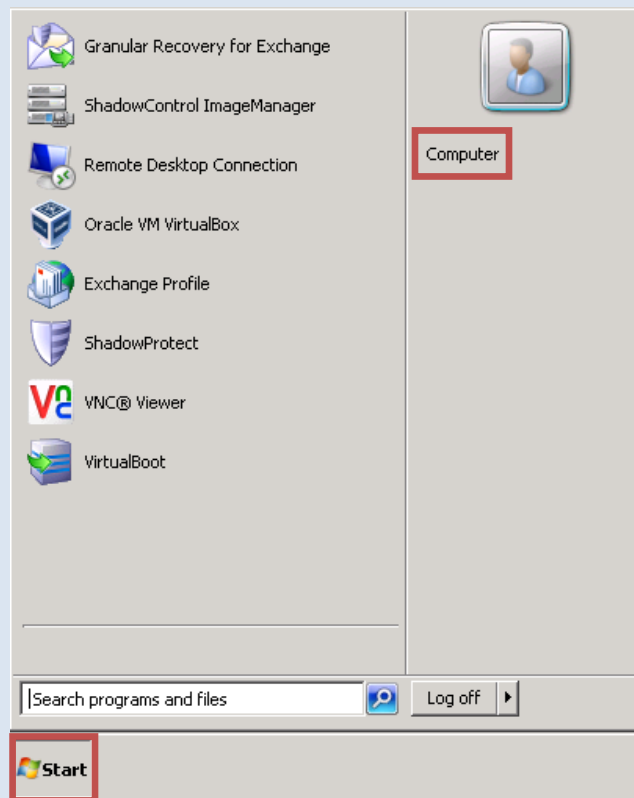 Granular Recovery for Exchange
ShadowControl ImageManager
Remote Desktop Connection
Oracle VM VirtualBox
Exchange Profile
ShadowProtect
VNC® Viewer
VirtualBoot
Computer
Search programs and files
Log off
Start